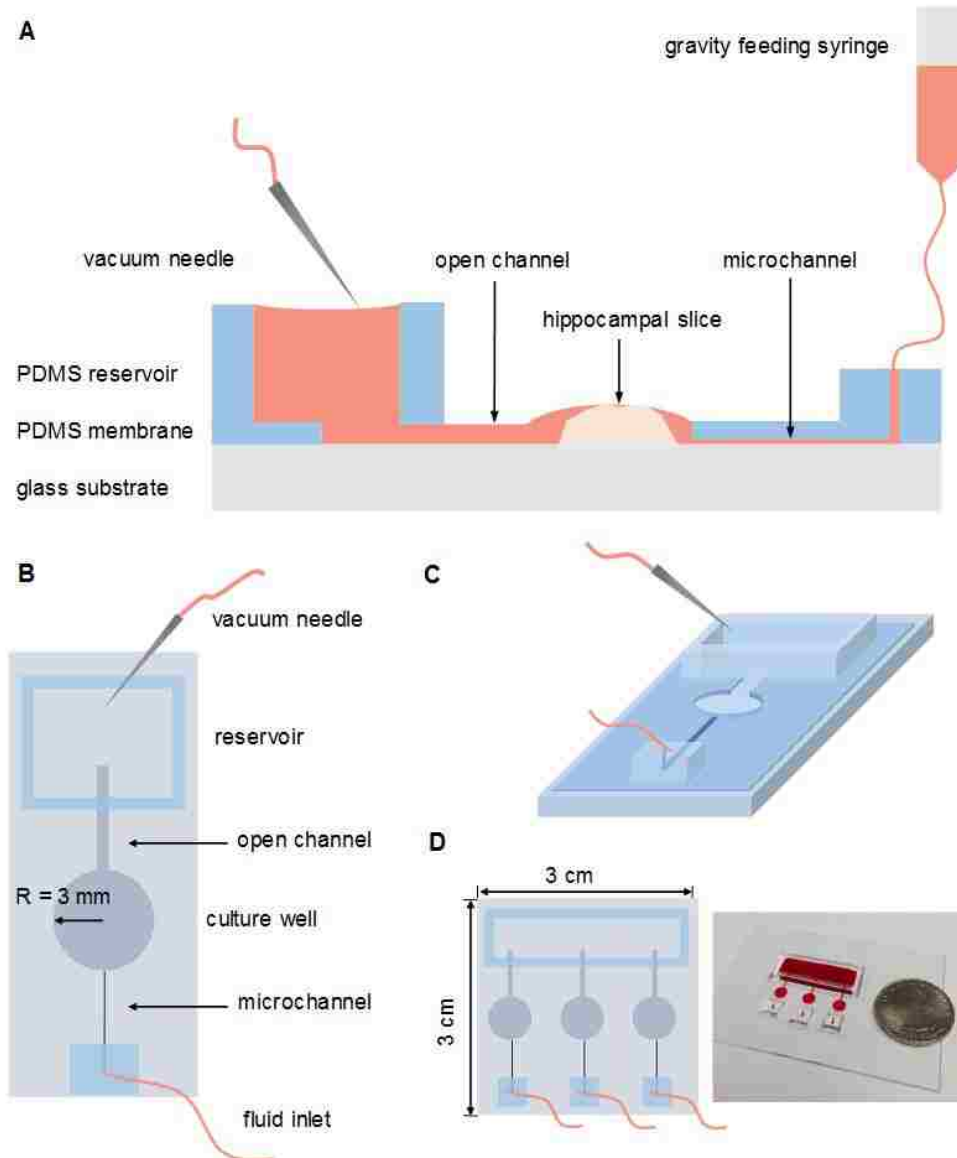 A
gravity feeding syringe
vacuum needle
open channel
microchannel
hippocampal slice
PDMS reservoir
PDMS membrane
glass substrate
B
vacuum needle
reservoir
open channel
R = 3 mm
culture well
microchannel
fluid inlet
C
D
3 cm
3 cm